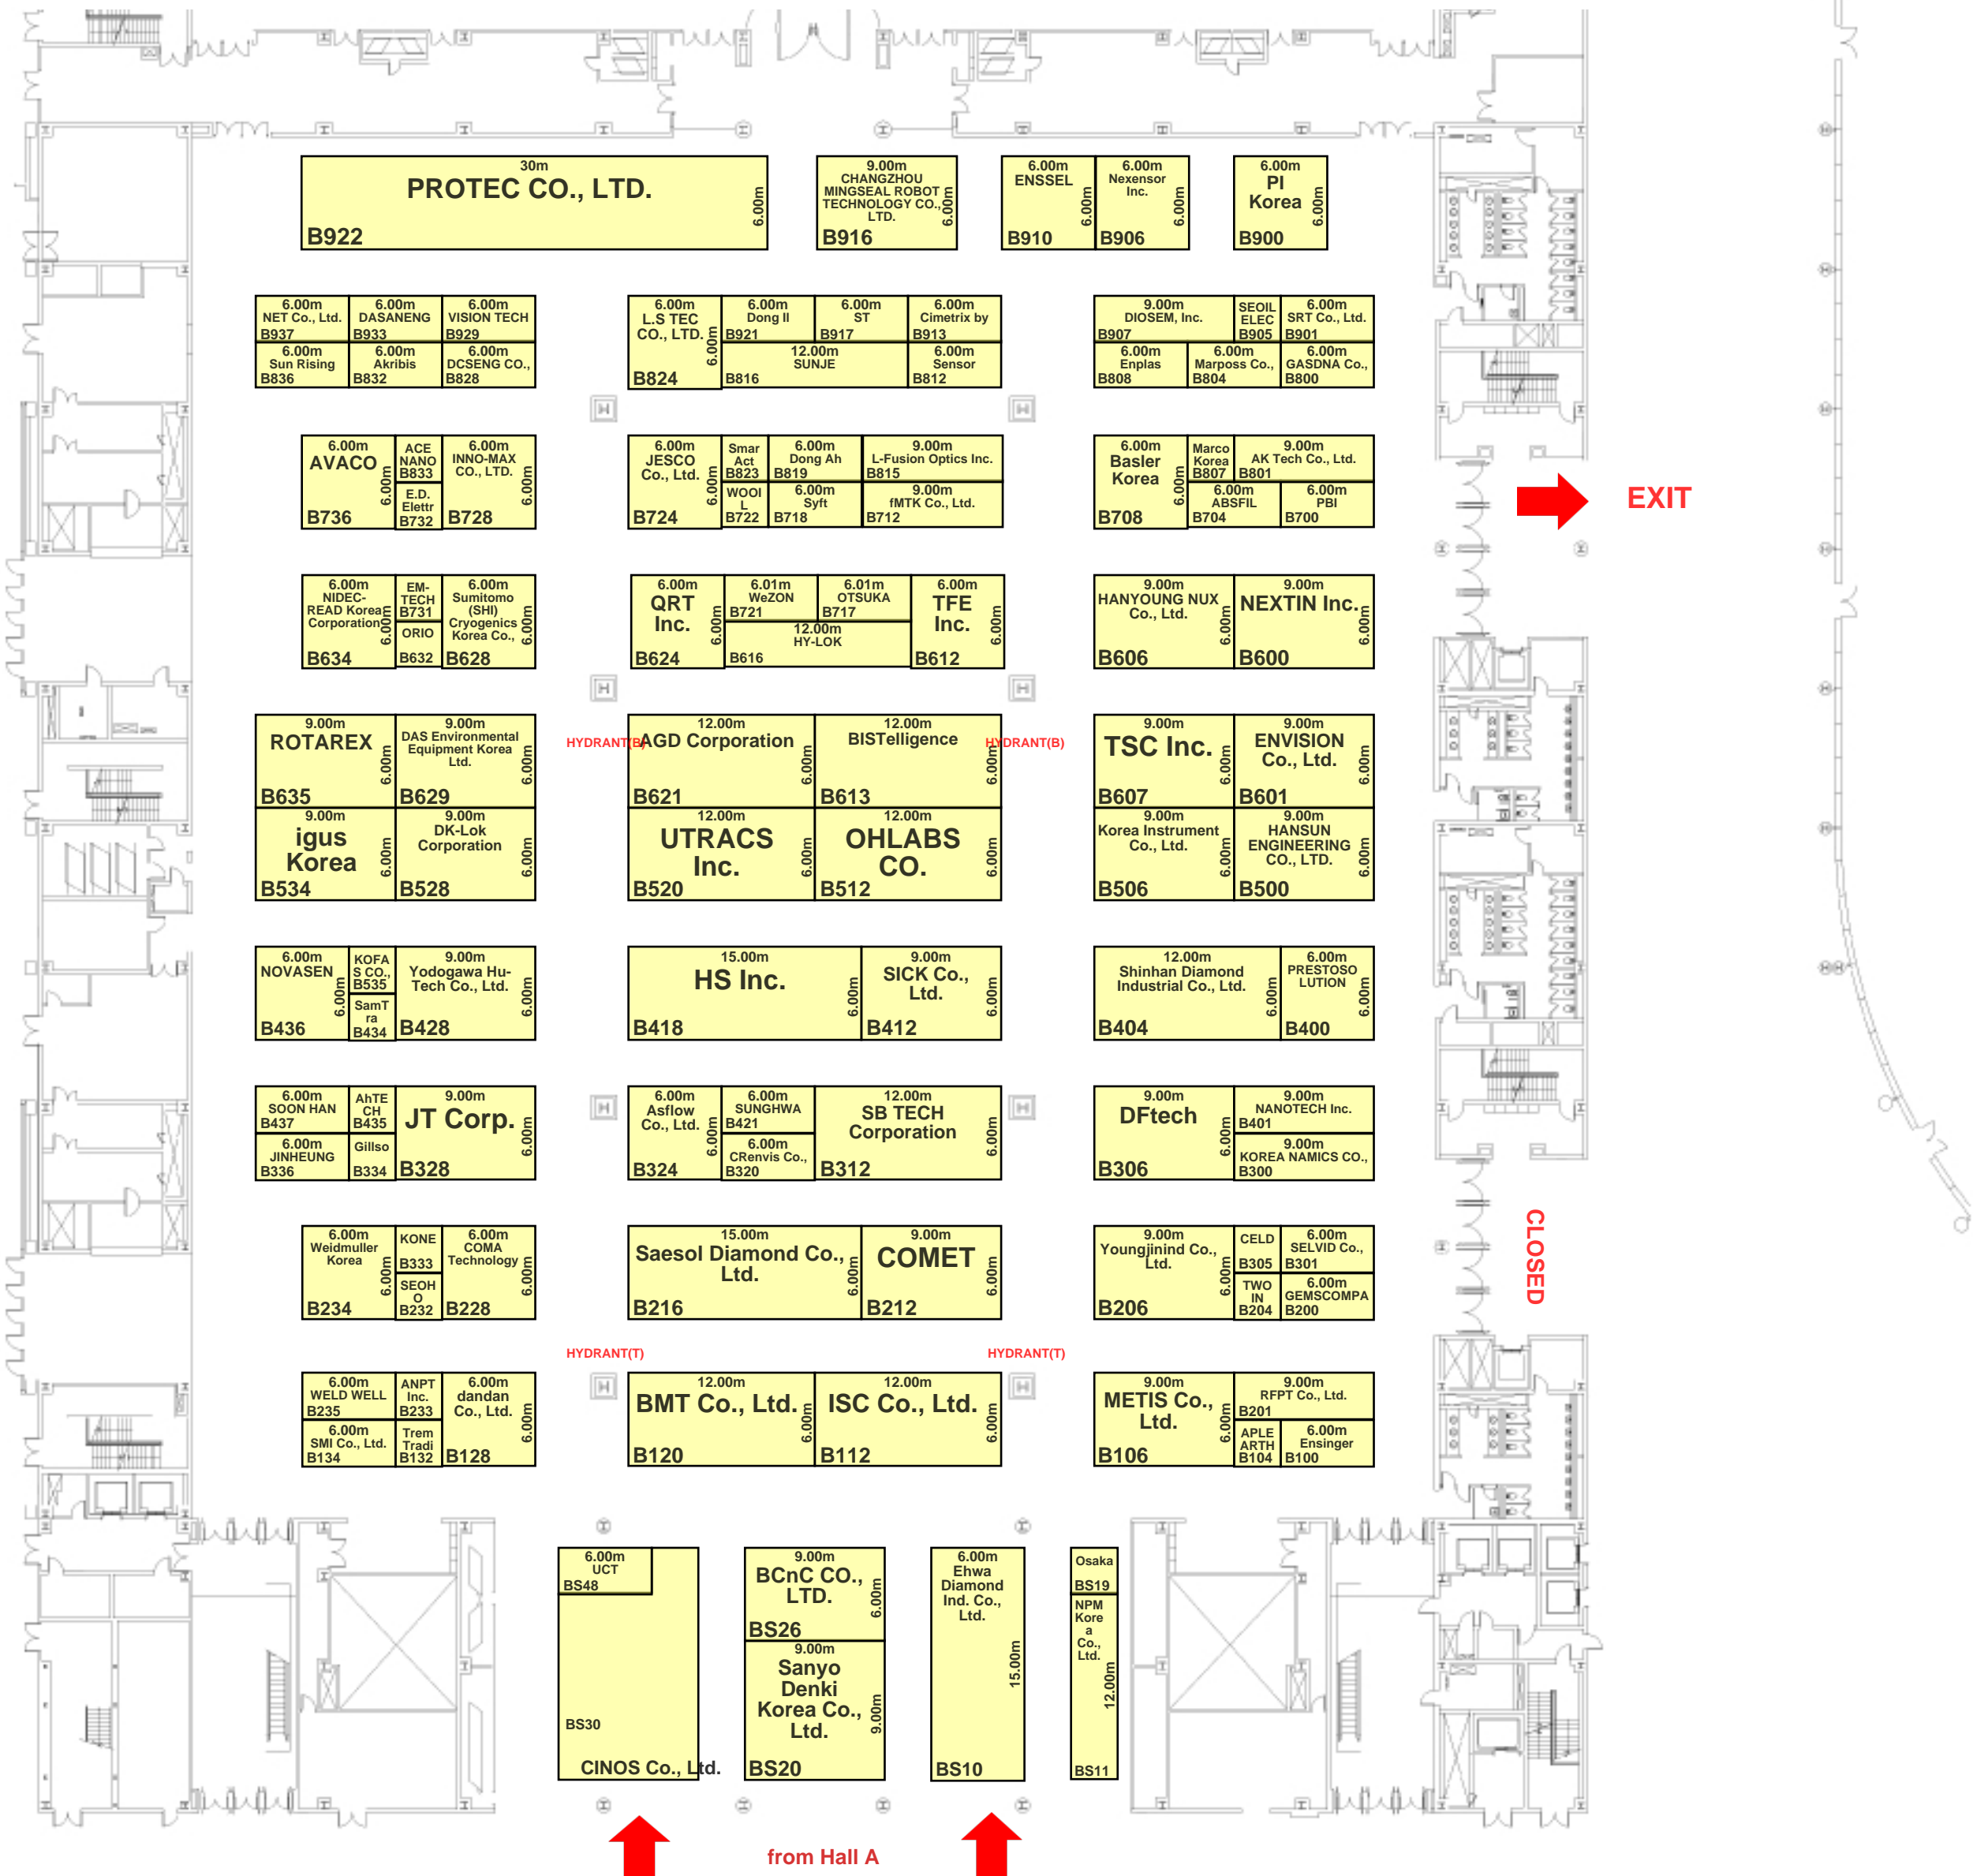 30m
PROTEC CO., LTD.
6.00m
B922
9.00m
CHANGZHOU
MINGSEAL ROBOT
TECHNOLOGY CO.,
LTD.
6.00m
B916
6.00m
ENSSEL
6.00m
B910
6.00m
Nexensor
Inc.
6.00m
B906
6.00m
PI
Korea
6.00m
B900
6.00m
NET Co., Ltd.
B937
6.00m
DASANENG
B933
6.00m
VISION TECH
B929
6.00m
Sun Rising
B836
6.00m
Akribis
B832
6.00m
DCSENG CO.,
B828
6.00m
L.S TEC
CO., LTD.
6.00m
B824
6.00m
Dong Il
B921
6.00m
ST
B917
6.00m
Cimetrix by
B913
12.00m
SUNJE
B816
6.00m
Sensor
B812
9.00m
DIOSEM, Inc.
B907
SEOIL
ELEC
B905
6.00m
SRT Co., Ltd.
B901
6.00m
Enplas
B808
6.00m
Marposs Co.,
B804
6.00m
GASDNA Co.,
B800
6.00m
AVACO
6.00m
B736
ACE
NANO
B833
E.D.
Elettr
B732
6.00m
INNO-MAX
CO., LTD.
6.00m
B728
6.00m
JESCO
Co., Ltd.
6.00m
B724
Smar
Act
B823
6.00m
Dong Ah
B819
9.00m
L-Fusion Optics Inc.
B815
WOOI
L
B722
6.00m
Syft
B718
9.00m
fMTK Co., Ltd.
B712
6.00m
Basler
Korea
6.00m
B708
Marco
Korea
B807
9.00m
AK Tech Co., Ltd.
B801
6.00m
ABSFIL
B704
6.00m
PBI
B700
EXIT
6.00m
NIDEC-
READ Korea
Corporation
6.00m
B634
EM-
TECH
B731
ORIO
B632
6.00m
Sumitomo
(SHI)
Cryogenics
Korea Co.,
6.00m
B628
6.00m
QRT
Inc.
6.00m
B624
6.01m
WeZON
B721
6.01m
OTSUKA
B717
12.00m
HY-LOK
B616
6.00m
TFE
Inc.
6.00m
B612
9.00m
HANYOUNG NUX
Co., Ltd.
6.00m
B606
9.00m
NEXTIN Inc.
6.00m
B600
9.00m
ROTAREX
6.00m
B635
9.00m
DAS Environmental
Equipment Korea
Ltd.
6.00m
B629
HYDRANT(B)
12.00m
AGD Corporation
6.00m
B621
12.00m
BISTelligence
6.00m
B613
HYDRANT(B)
9.00m
TSC Inc.
6.00m
B607
9.00m
ENVISION
Co., Ltd.
6.00m
B601
9.00m
igus
Korea
6.00m
B534
9.00m
DK-Lok
Corporation
6.00m
B528
12.00m
UTRACS
Inc.
6.00m
B520
12.00m
OHLABS
CO.
6.00m
B512
9.00m
Korea Instrument
Co., Ltd.
6.00m
B506
9.00m
HANSUN
ENGINEERING
CO., LTD.
6.00m
B500
6.00m
NOVASEN
6.00m
B436
KOFA
S CO.,
B535
SamT
ra
B434
9.00m
Yodogawa Hu-
Tech Co., Ltd.
6.00m
B428
15.00m
HS Inc.
6.00m
B418
9.00m
SICK Co.,
Ltd.
6.00m
B412
12.00m
Shinhan Diamond
Industrial Co., Ltd.
6.00m
B404
6.00m
PRESTOSO
LUTION
6.00m
B400
6.00m
SOON HAN
B437
AhTE
CH
B435
6.00m
JINHEUNG
B336
Gillso
B334
9.00m
JT Corp.
6.00m
B328
6.00m
Asflow
Co., Ltd.
6.00m
B324
6.00m
SUNGHWA
B421
6.00m
CRenvis Co.,
B320
12.00m
SB TECH
Corporation
6.00m
B312
9.00m
DFtech
6.00m
B306
9.00m
NANOTECH Inc.
B401
9.00m
KOREA NAMICS CO.,
B300
6.00m
Weidmuller
Korea
6.00m
B234
KONE
B333
SEOH
O
B232
6.00m
COMA
Technology
6.00m
B228
15.00m
Saesol Diamond Co.,
Ltd.
6.00m
B216
9.00m
COMET
6.00m
B212
9.00m
Youngjinind Co.,
Ltd.
6.00m
B206
CELD
B305
6.00m
SELVID Co.,
B301
TWO
IN
B204
6.00m
GEMSCOMPA
B200
CLOSED
HYDRANT(T)
HYDRANT(T)
6.00m
WELD WELL
B235
ANPT
Inc.
B233
6.00m
SMI Co., Ltd.
B134
Trem
Tradi
B132
6.00m
dandan
Co., Ltd.
6.00m
B128
12.00m
BMT Co., Ltd.
6.00m
B120
12.00m
ISC Co., Ltd.
6.00m
B112
9.00m
METIS Co.,
Ltd.
6.00m
B106
9.00m
RFPT Co., Ltd.
B201
APLE
ARTH
B104
6.00m
Ensinger
B100
6.00m
UCT
BS48
BS30
CINOS Co., Ltd.
9.00m
BCnC CO.,
LTD.
6.00m
BS26
9.00m
Sanyo
Denki
Korea Co.,
Ltd.
9.00m
BS20
6.00m
Ehwa
Diamond
Ind. Co.,
Ltd.
15.00m
BS10
Osaka
BS19
NPM
Kore
a
Co.,
Ltd.
12.00m
BS11
from Hall A